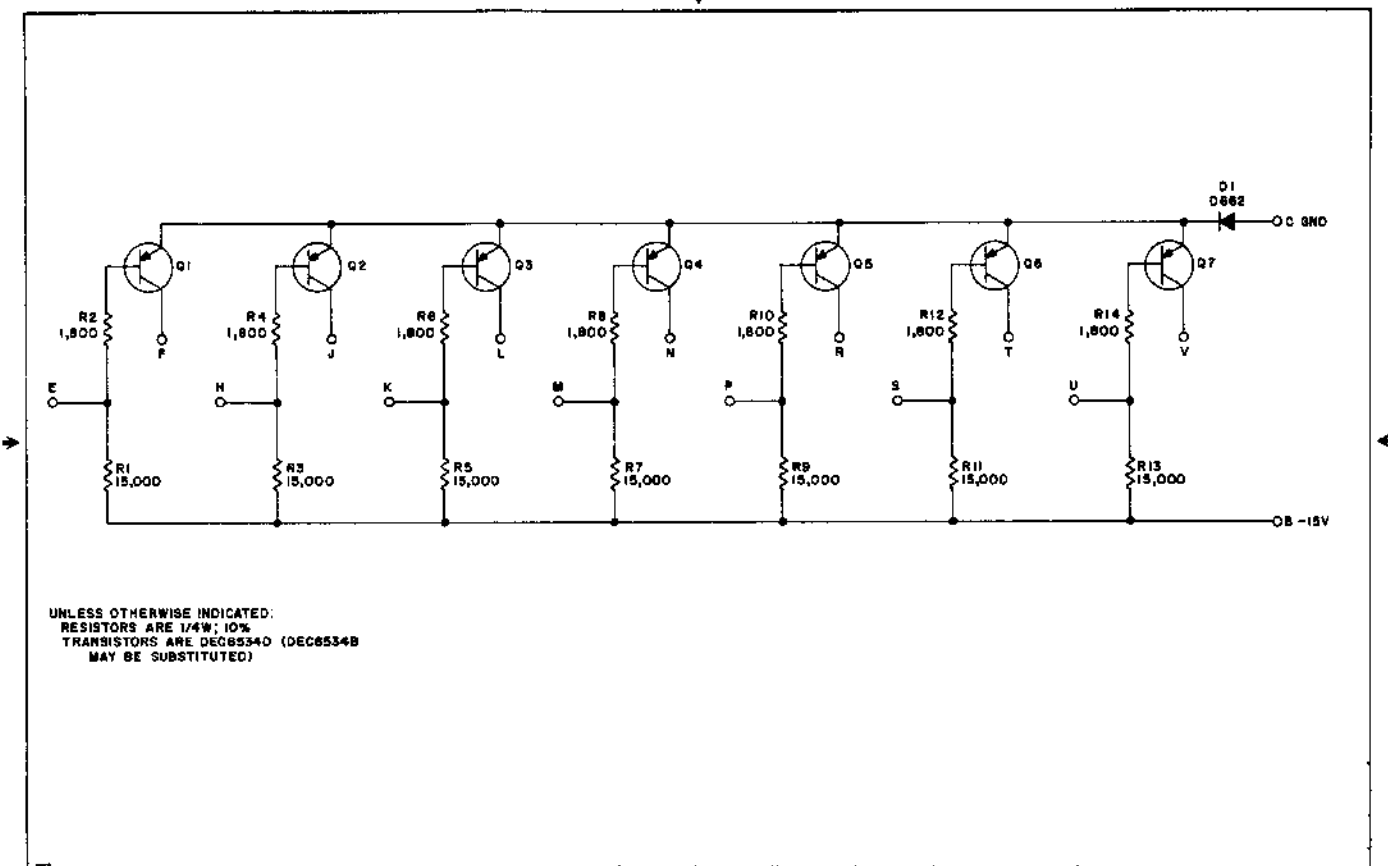 D1
D662
C GND
Q1
Q2
Q3
Q4
Q5
Q6
Q7
R2
1,800
R4
1,800
R6
1,800
R8
1,800
R10
1,800
R12
1,800
R14
1,800
F
J
L
N
R
T
V
E
H
K
M
P
S
U
R1
15,000
R3
15,000
R5
15,000
R7
15,000
R9
15,000
R11
15,000
R13
15,000
B -15V
UNLESS OTHERWISE INDICATED:
RESISTORS ARE 1/4W; 10%
TRANSISTORS ARE DEC6534D (DEC6534B
MAY BE SUBSTITUTED)